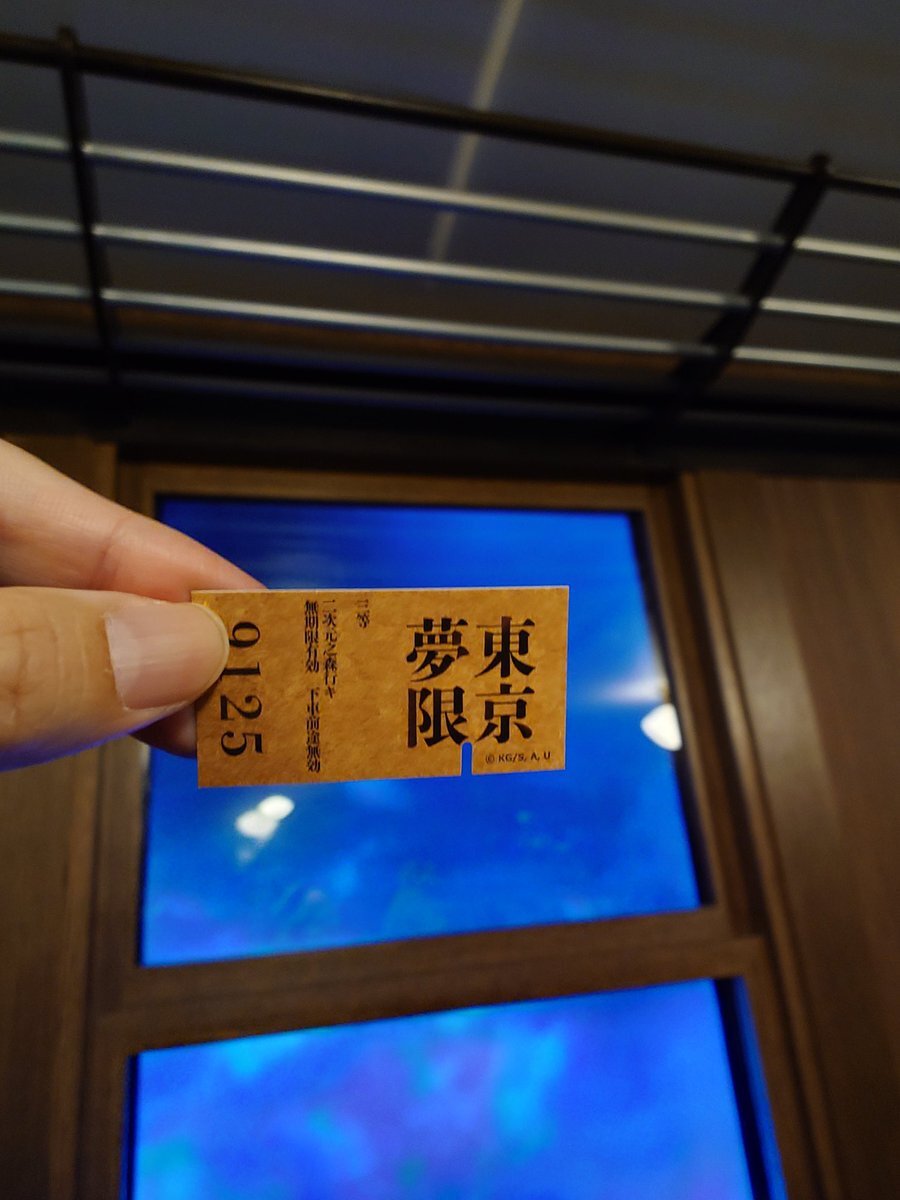 東京
夢限
© KG/S, A, U
三等
二次元之森行キ
無期限有効 下車前途無効
9125